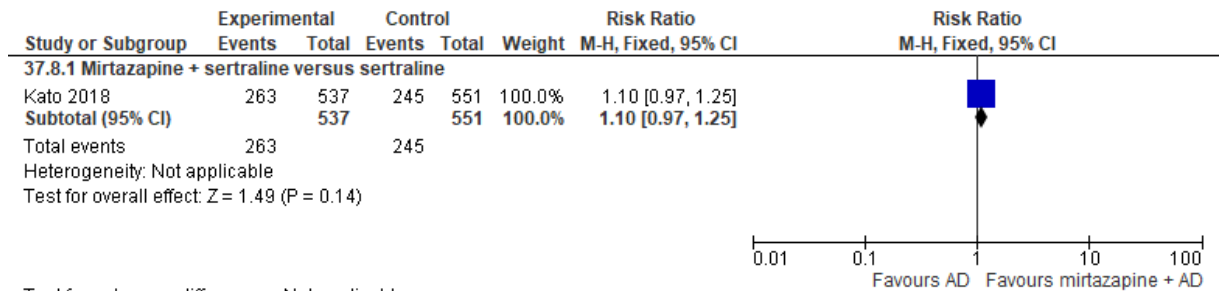 Experimental Control Risk Ratio Risk Ratio
Study or Subgroup Events Total Events Total Weight M-H, Fixed, 95% CI M-H, Fixed, 95% CI
37.8.1 Mirtazapine + sertraline versus sertraline
Kato 2018 263 537 245 551 100.0% 1.10 [0.97, 1.25]
Subtotal (95% CI) 537 551 100.0% 1.10 [0.97, 1.25]
Total events 263 245
Heterogeneity: Not applicable
Test for overall effect: Z = 1.49 (P = 0.14)
0.01 0.1 1 10 100
Favours AD Favours mirtazapine + AD